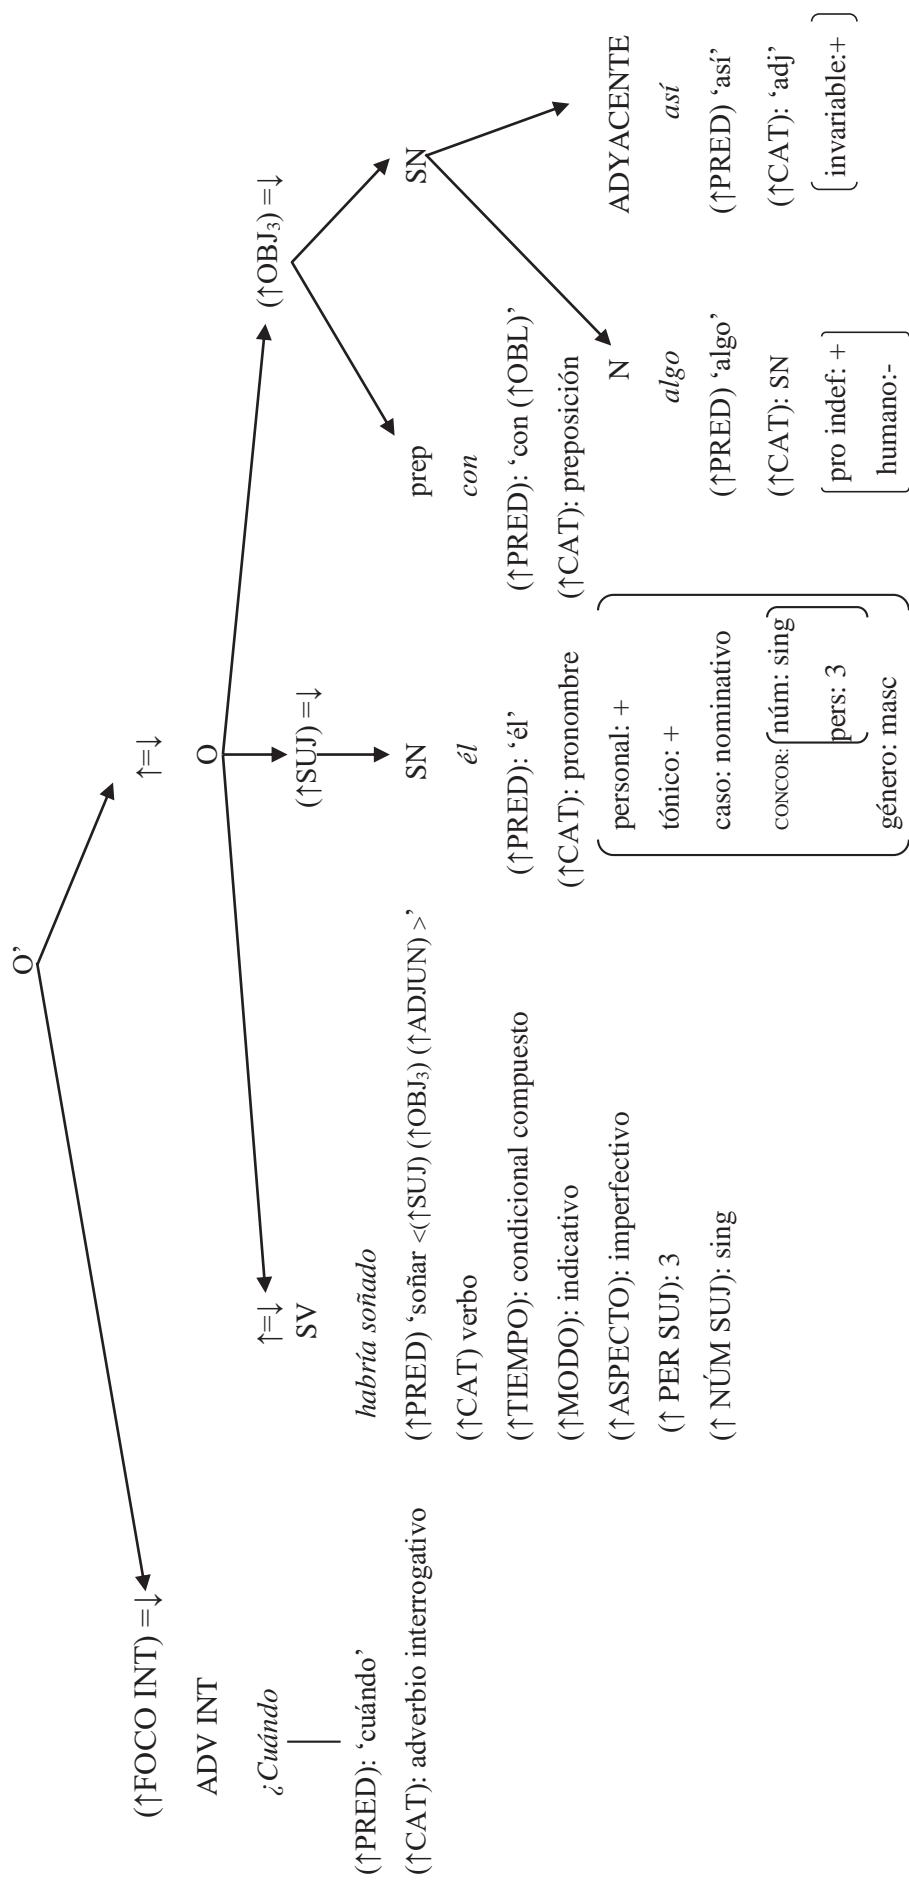 O’
(↑FOCO INT) =↓
↑=↓
ADV INT
O
¿Cuándo
↑=↓
(↑SUJ) =↓
(↑OBJ₃) =↓
SV
(↑PRED): ‘cuándo’
(↑CAT): adverbio interrogativo
habría soñado
(↑PRED) ‘soñar <(↑SUJ) (↑OBJ₃) (↑ADJUN) >’
(↑CAT) verbo
(↑TIEMPO): condicional compuesto
(↑MODO): indicativo
(↑ASPECTO): imperfectivo
(↑ PER SUJ): 3
(↑ NÚM SUJ): sing
SN
él
(↑PRED): ‘él’
(↑CAT): pronombre
personal: +
tónico: +
caso: nominativo
CONCOR: núm: sing
pers: 3
género: masc
prep
con
(↑PRED): ‘con (↑OBL)’
(↑CAT): preposición
SN
N
algo
(↑PRED) ‘algo’
(↑CAT): SN
pro indef: +
humano:-
ADYACENTE
así
(↑PRED) ‘así’
(↑CAT): ‘adj’
invariable:+